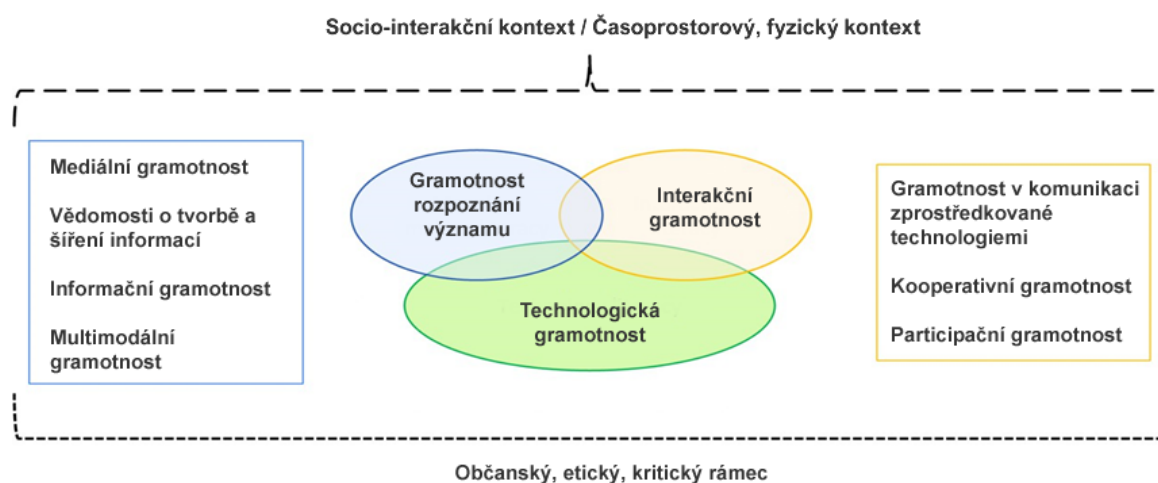 Socio-interakční kontext / Časoprostorový, fyzický kontext
Mediální gramotnost
Vědomosti o tvorbě a
šíření informací
Informační gramotnost
Multimodální
gramotnost
Gramotnost
rozpoznání
významu
Interakční
gramotnost
Technologická
gramotnost
Gramotnost v komunikaci
zprostředkované
technologiemi
Kooperativní gramotnost
Participační gramotnost
Občanský, etický, kritický rámec